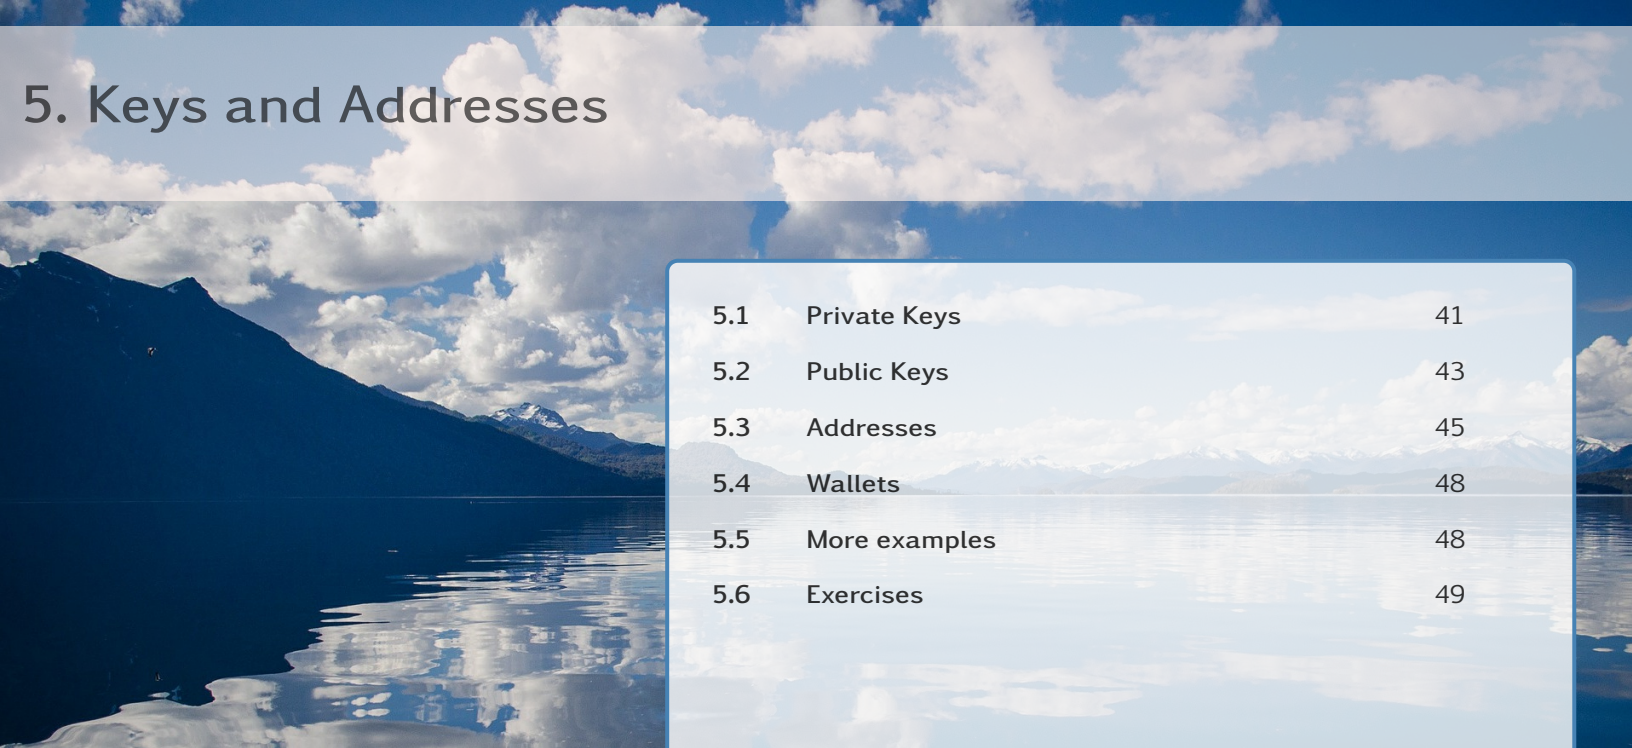 5. Keys and Addresses
5.1 Private Keys 41
5.2 Public Keys 43
5.3 Addresses 45
5.4 Wallets 48
5.5 More examples 48
5.6 Exercises 49